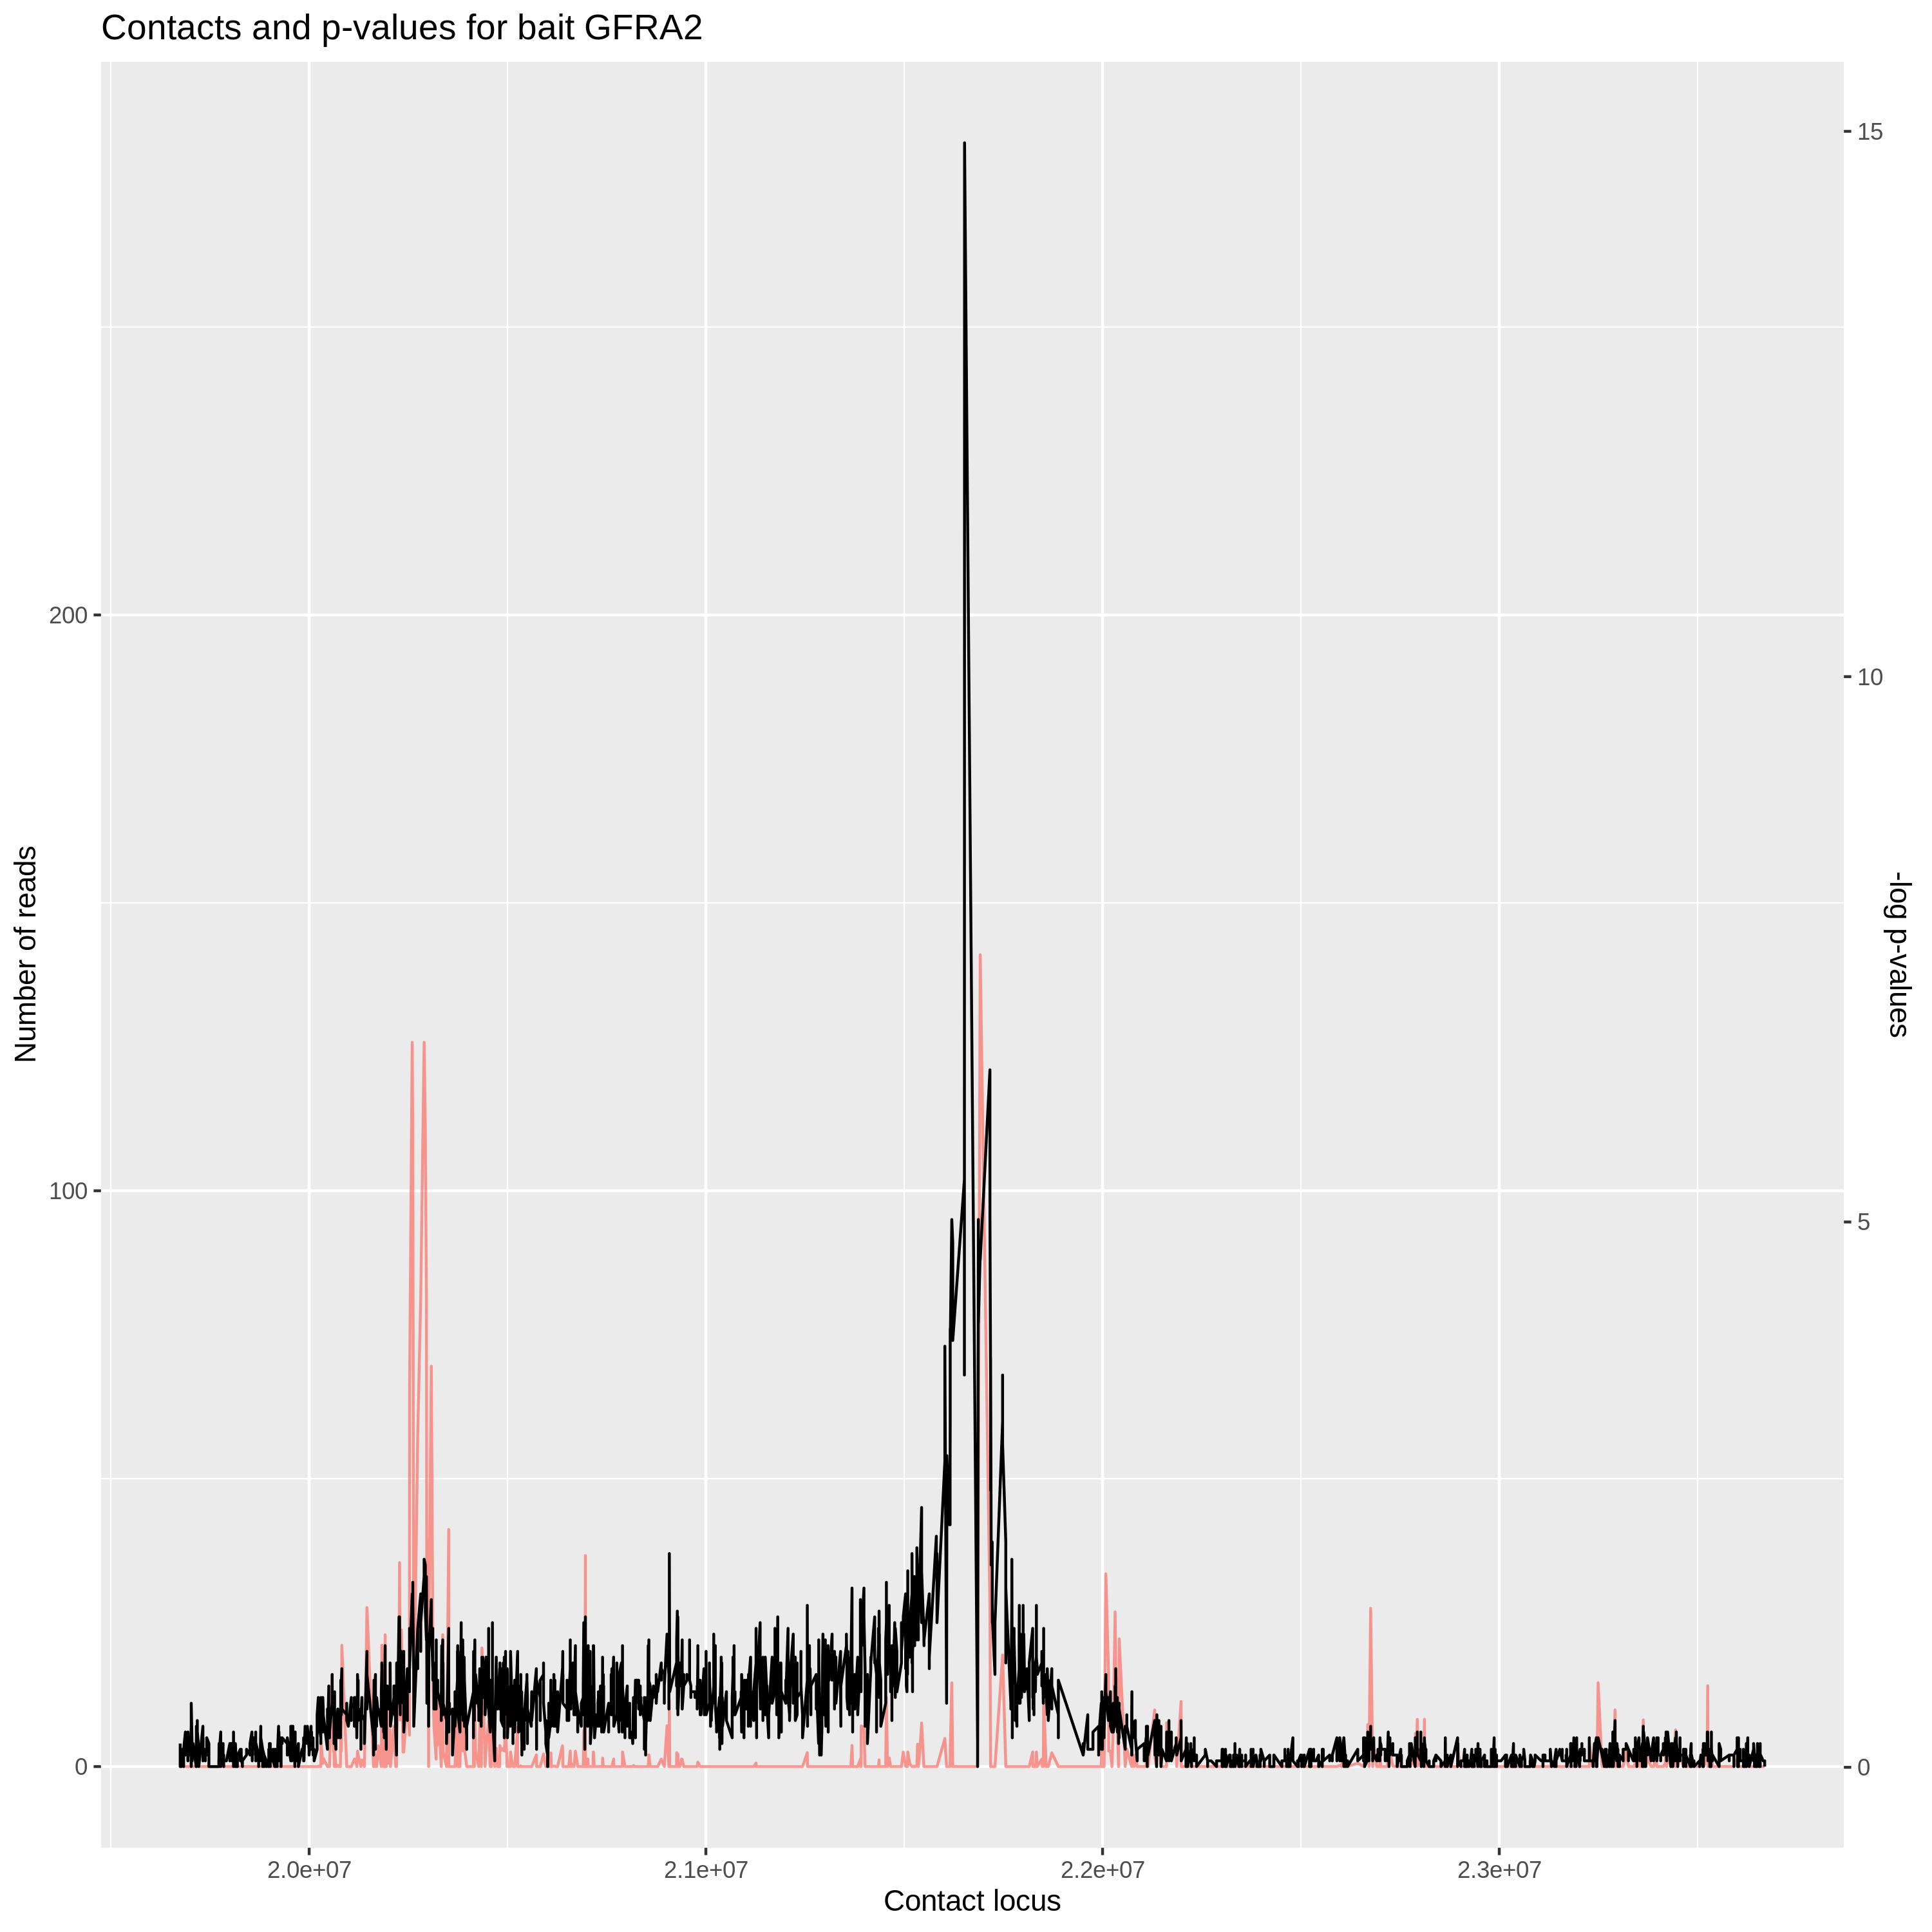 Contacts and p-values for bait GFRA2
15
200
10
Number of reads
-log p-values
100
5
0
0
2.0e+07
2.1e+07
2.2e+07
2.3e+07
Contact locus